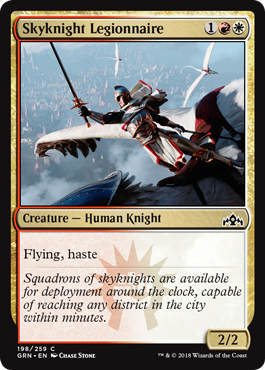 Skyknight Legionnaire 1
Creature — Human Knight
Flying, haste
Squadrons of skyknights are available
for deployment around the clock, capable
of reaching any district in the city
within minutes.
2/2
198/259 C
GRN • EN Chase Stone
™ & © 2018 Wizards of the Coast